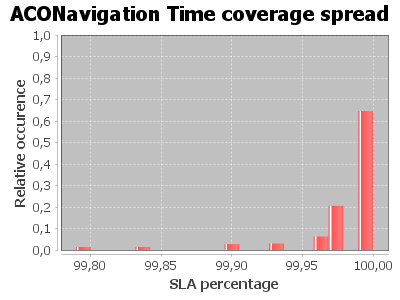 ACONavigation Time coverage spread
Relative occurence
1,0
0,9
0,8
0,7
0,6
0,5
0,4
0,3
0,2
0,1
0,0
99,80 99,85 99,90 99,95 100,00
SLA percentage